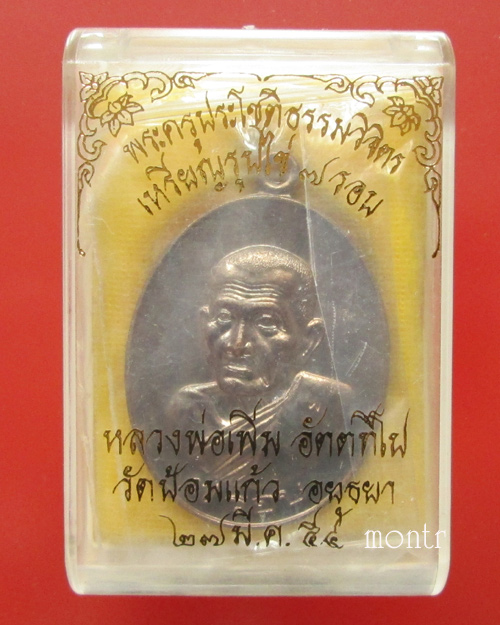 พระครูประโชติธรรมวิจิตร
เหรียญรูปไข่ ๗ รอบ
หลวงพ่อเพิ่ม อัตตทีโป
วัดป้อมแก้ว อยุธยา
๒๗ มี.ค. ๕๔
montr